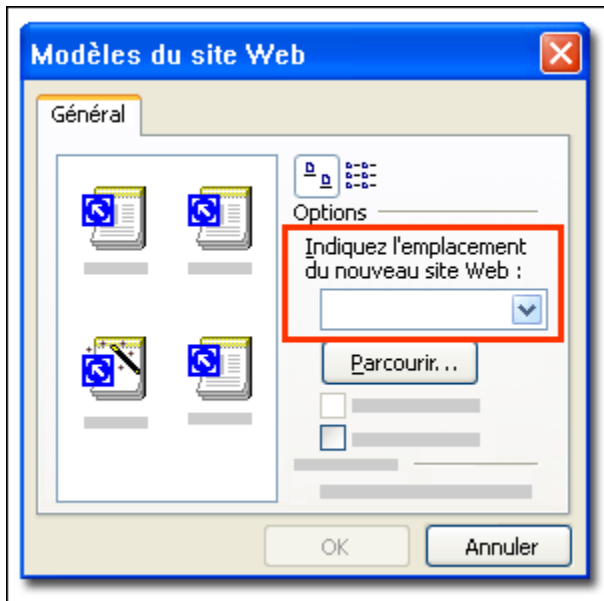 Modèles du site Web
Général
Options
Indiquez l'emplacement
du nouveau site Web :
Parcourir...
OK
Annuler